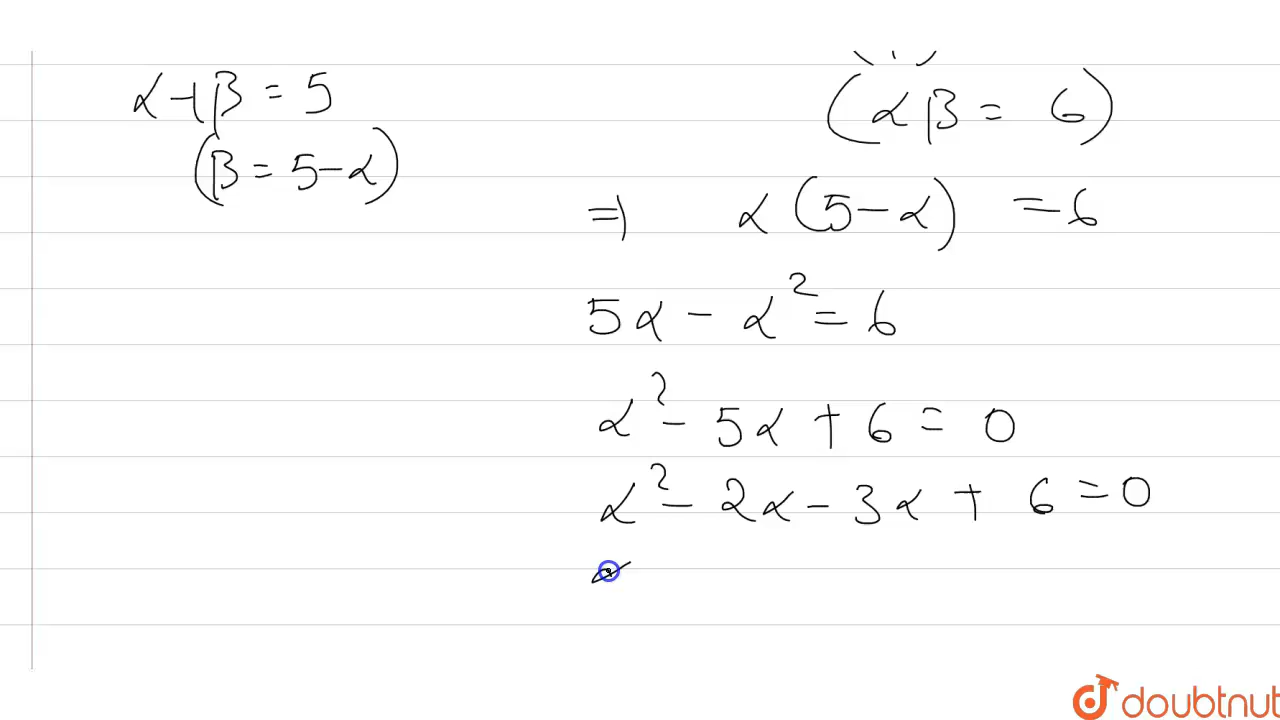 α+β = 5
(β = 5-α)
(αβ = 6)
⇒ α(5-α) = 6
5α - α² = 6
α² - 5α + 6 = 0
α² - 2α - 3α + 6 = 0
α
doubtnut